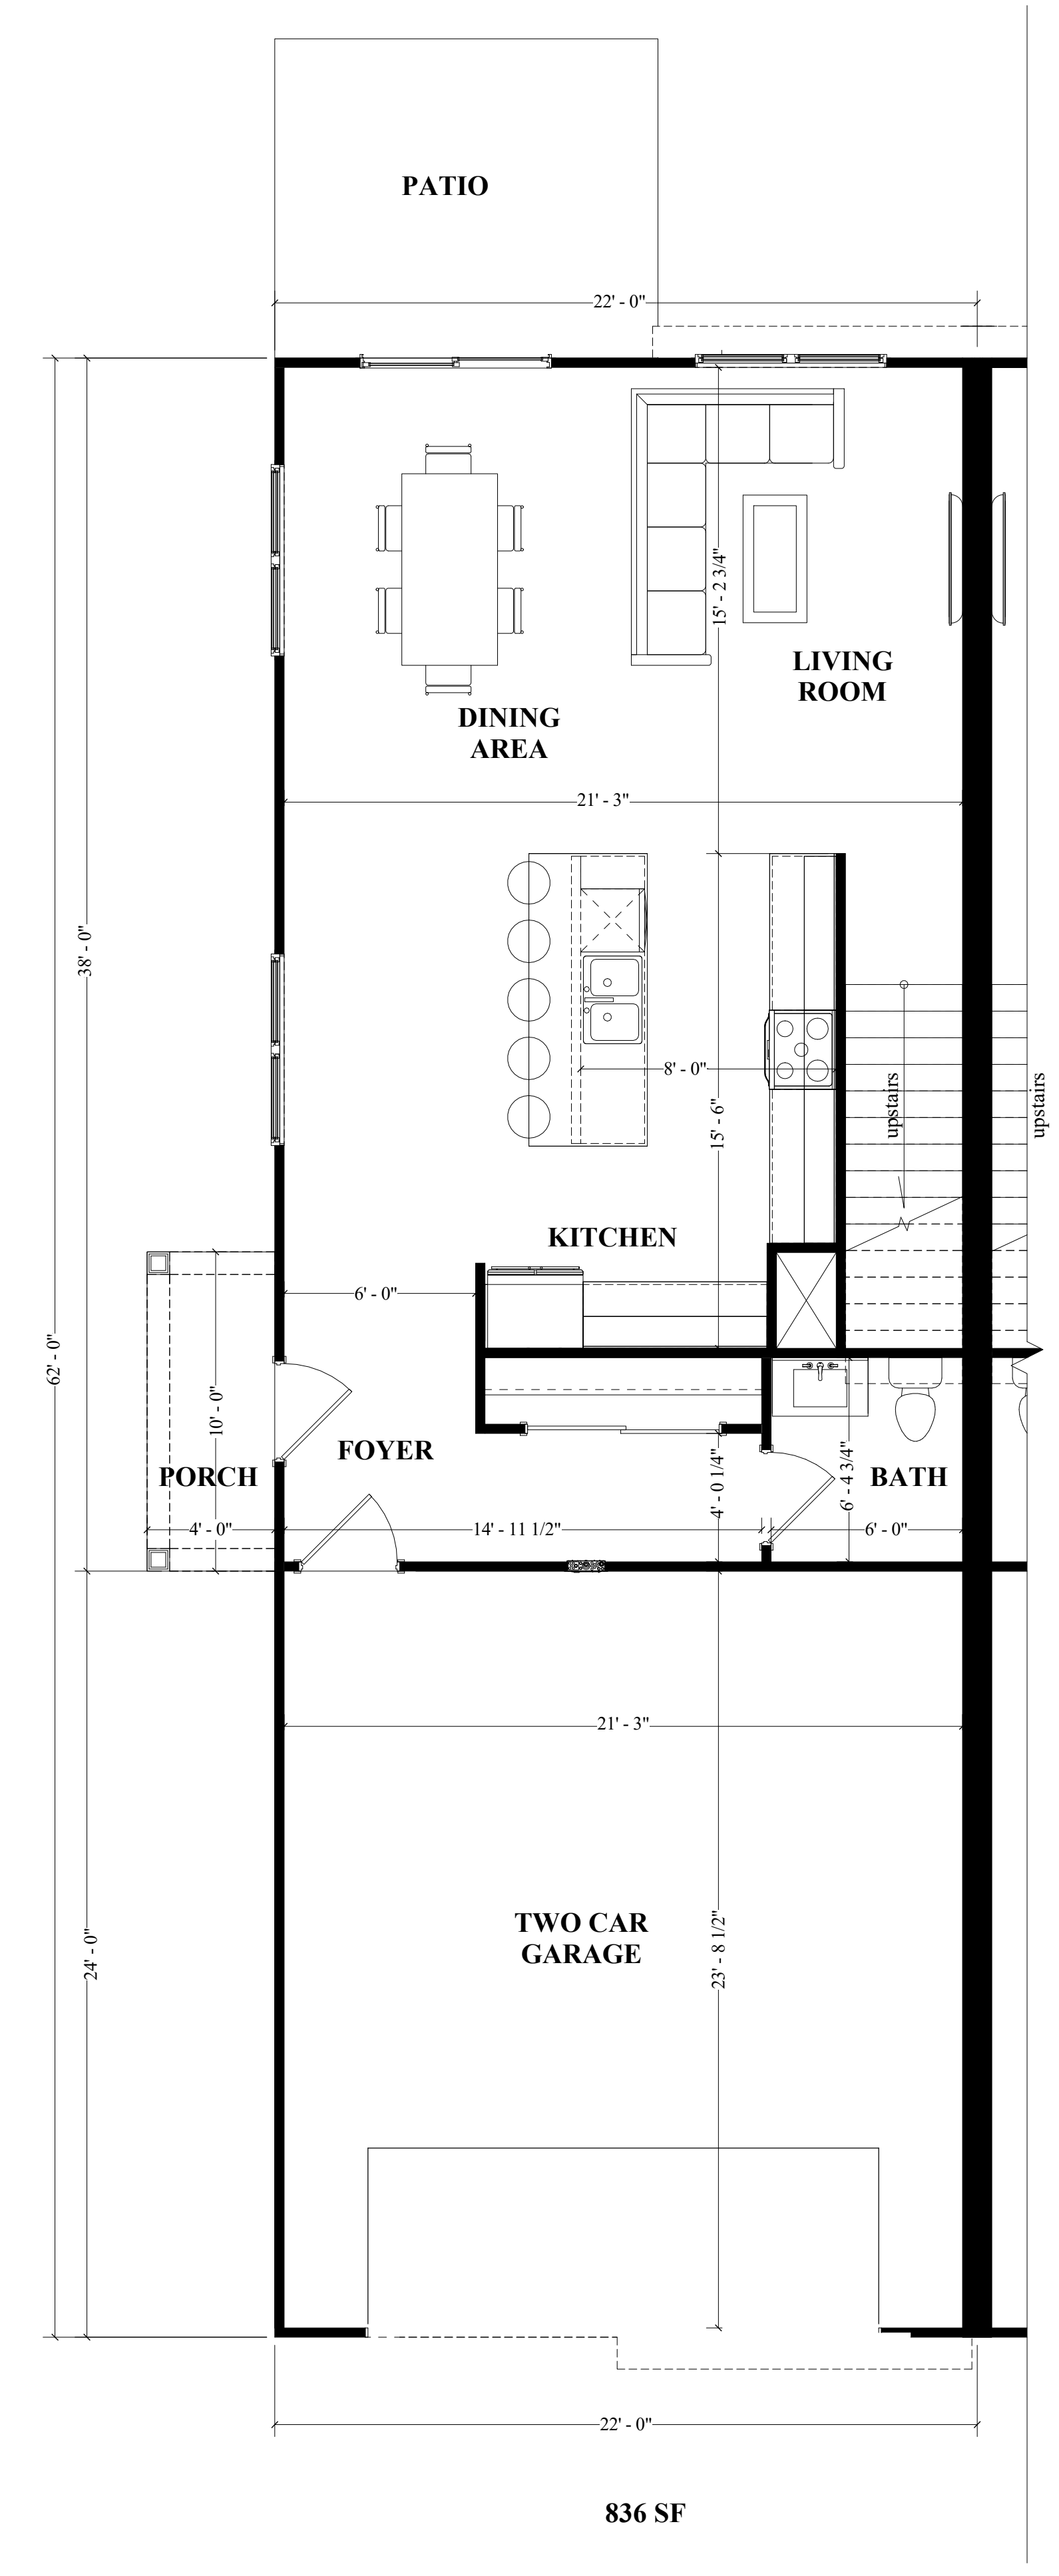 PATIO
22' - 0"
15' - 2 3/4"
LIVING
ROOM
DINING
AREA
21' - 3"
38' - 0"
8' - 0"
upstairs
upstairs
15' - 6"
KITCHEN
6' - 0"
62' - 0"
10' - 0"
FOYER
PORCH
4' - 0 1/4"
6' - 4 3/4"
BATH
4' - 0"
14' - 11 1/2"
6' - 0"
21' - 3"
TWO CAR
GARAGE
24' - 0"
23' - 8 1/2"
22' - 0"
836 SF